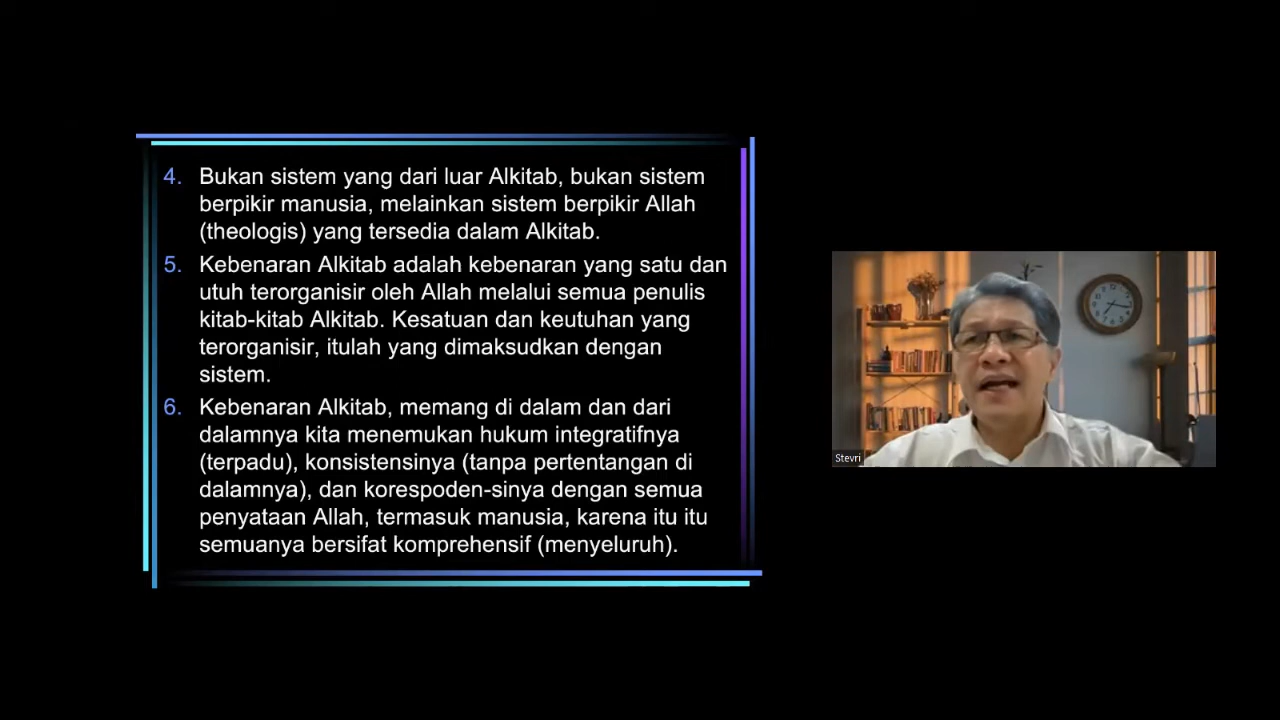 4. Bukan sistem yang dari luar Alkitab, bukan sistem
berpikir manusia, melainkan sistem berpikir Allah
(theologis) yang tersedia dalam Alkitab.
5. Kebenaran Alkitab adalah kebenaran yang satu dan
utuh terorganisir oleh Allah melalui semua penulis
kitab-kitab Alkitab. Kesatuan dan keutuhan yang
terorganisir, itulah yang dimaksudkan dengan
sistem.
6. Kebenaran Alkitab, memang di dalam dan dari
dalamnya kita menemukan hukum integratifnya
(terpadu), konsistensinya (tanpa pertentangan di
dalamnya), dan korespoden-sinya dengan semua
penyataan Allah, termasuk manusia, karena itu itu
semuanya bersifat komprehensif (menyeluruh).
Stevri